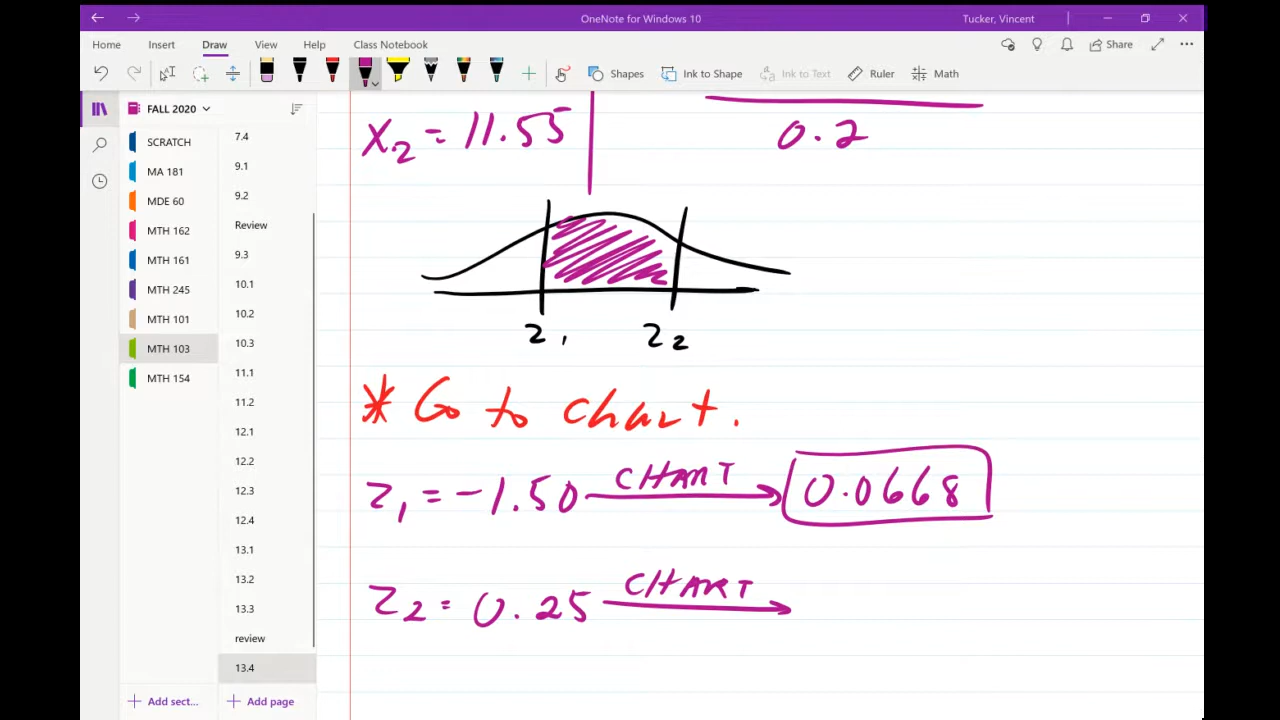 OneNote for Windows 10
Tucker, Vincent
Home Insert Draw View Help Class Notebook
Share
Shapes Ink to Shape Ink to Text Ruler Math
FALL 2020
SCRATCH
MA 181
MDE 60
MTH 162
MTH 161
MTH 245
MTH 101
MTH 103
MTH 154
Add sect...
7.4
9.1
9.2
Review
9.3
10.1
10.2
10.3
11.1
11.2
12.1
12.2
12.3
12.4
13.1
13.2
13.3
review
13.4
Add page
x₂ = 11.55
0.2
z₁ z₂
* Go to chart.
z₁ = -1.50 CHART → 0.0668
z₂ = 0.25 CHART →